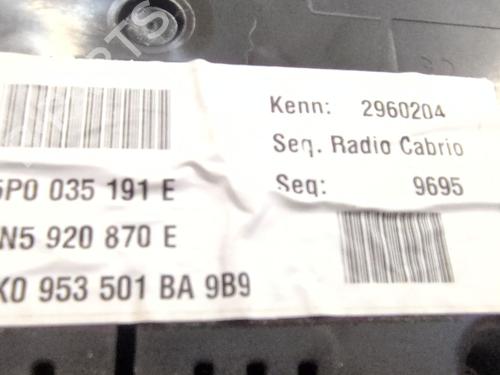 Kenn: 2960204
Seq. Radio Cabrio
Seq: 9695
5P0 035 191 E
N5 920 870 E
K0 953 501 BA 9B9